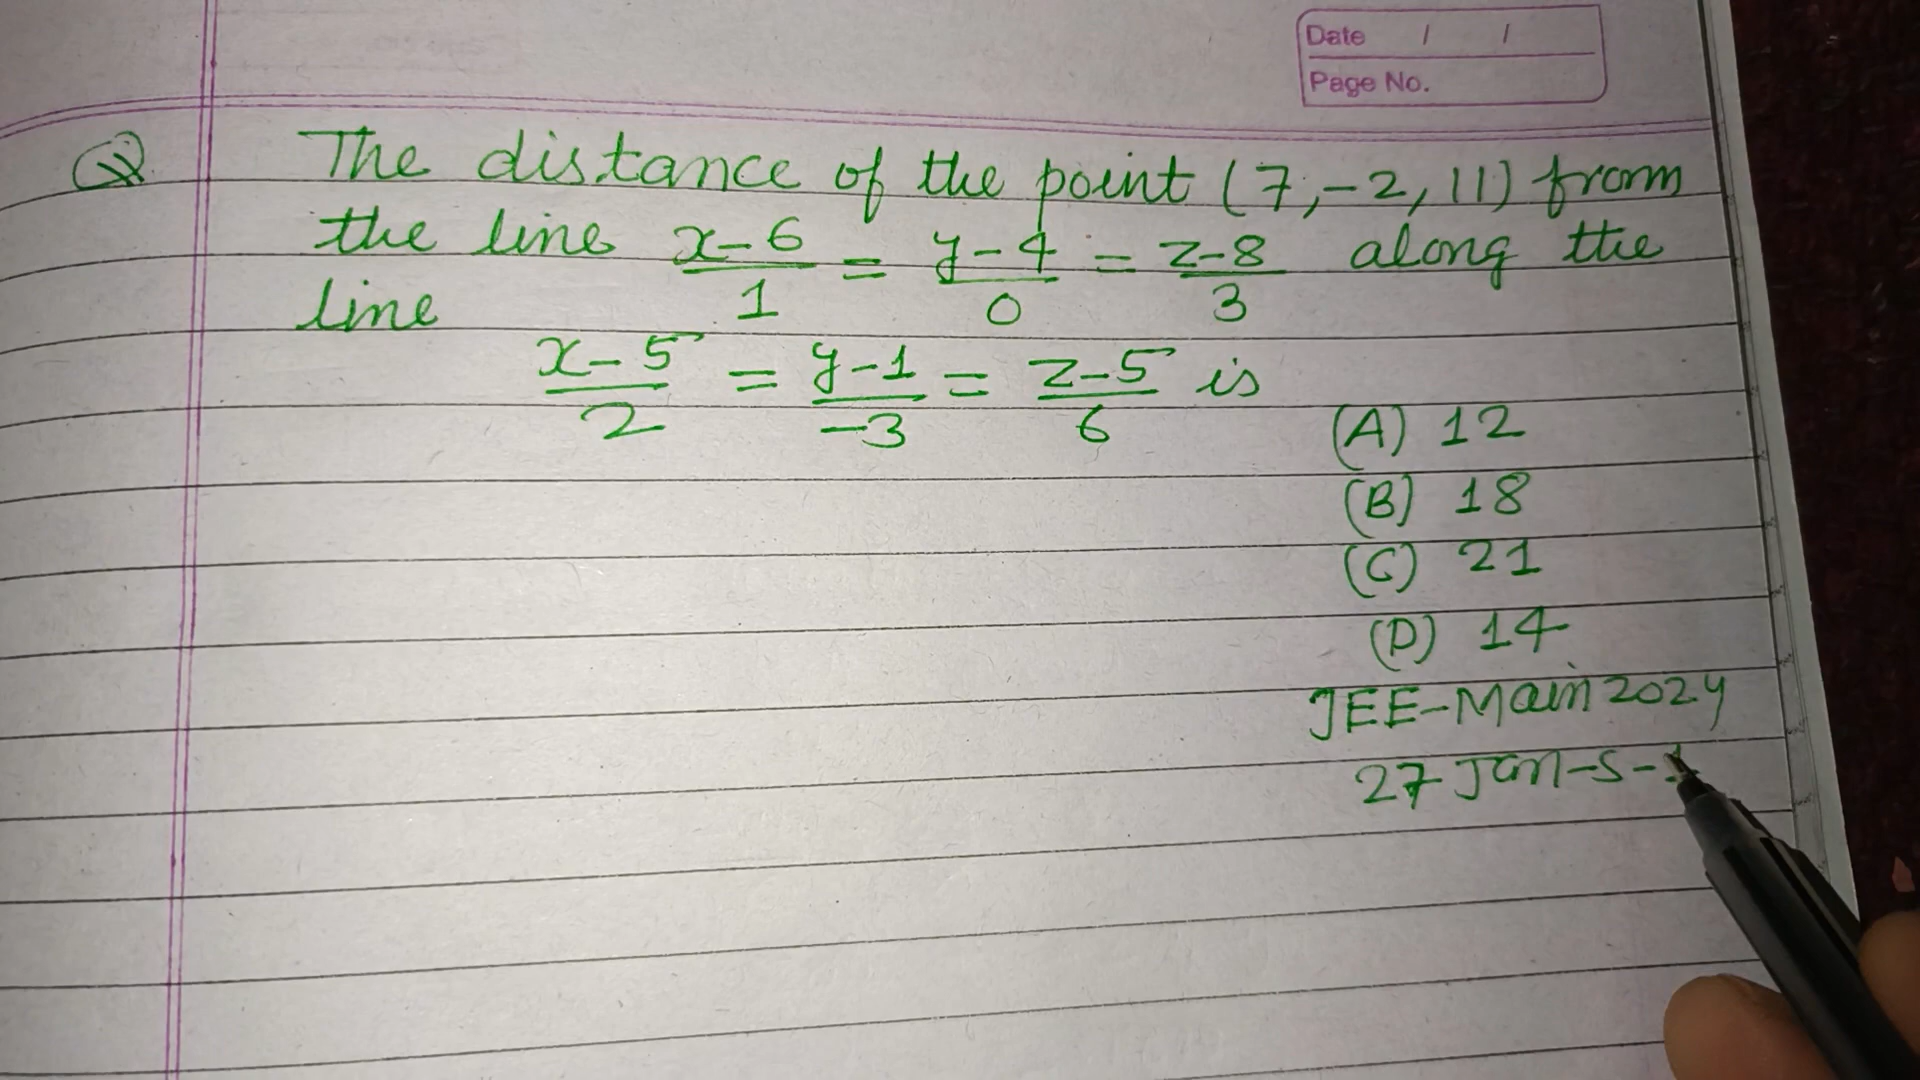 Date / /
Page No.
Q The distance of the point (7,-2,11) from
the line x-6/1 = y-4/0 = z-8/3 along the
line
x-5/2 = y-1/-3 = z-5/6 is
(A) 12
(B) 18
(C) 21
(D) 14
JEE-Main 2024
27 Jan-S-1